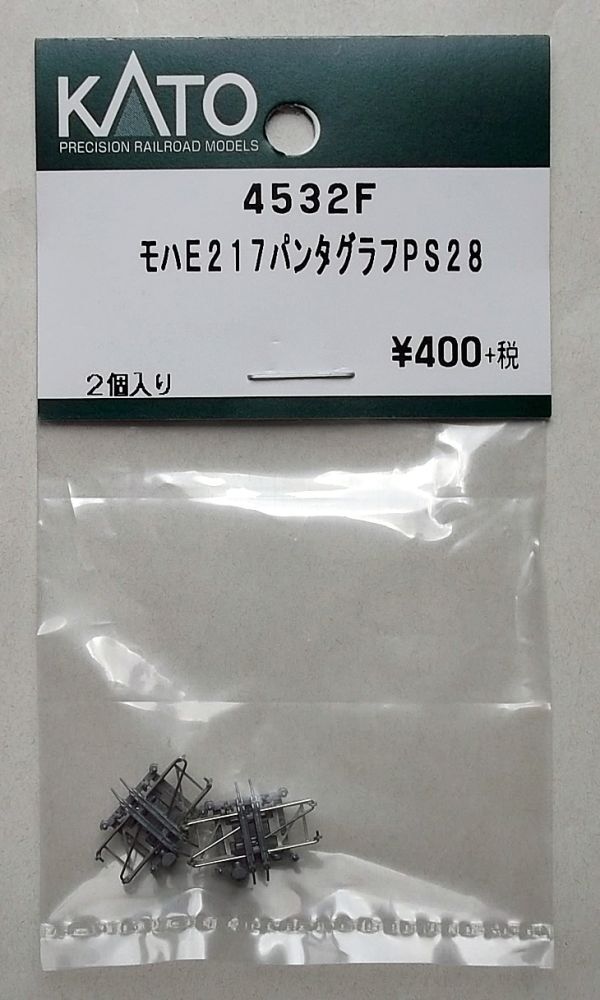 KATO
PRECISION RAILROAD MODELS
4532F
モハE217パンタグラフPS28
¥400+税
2個入り